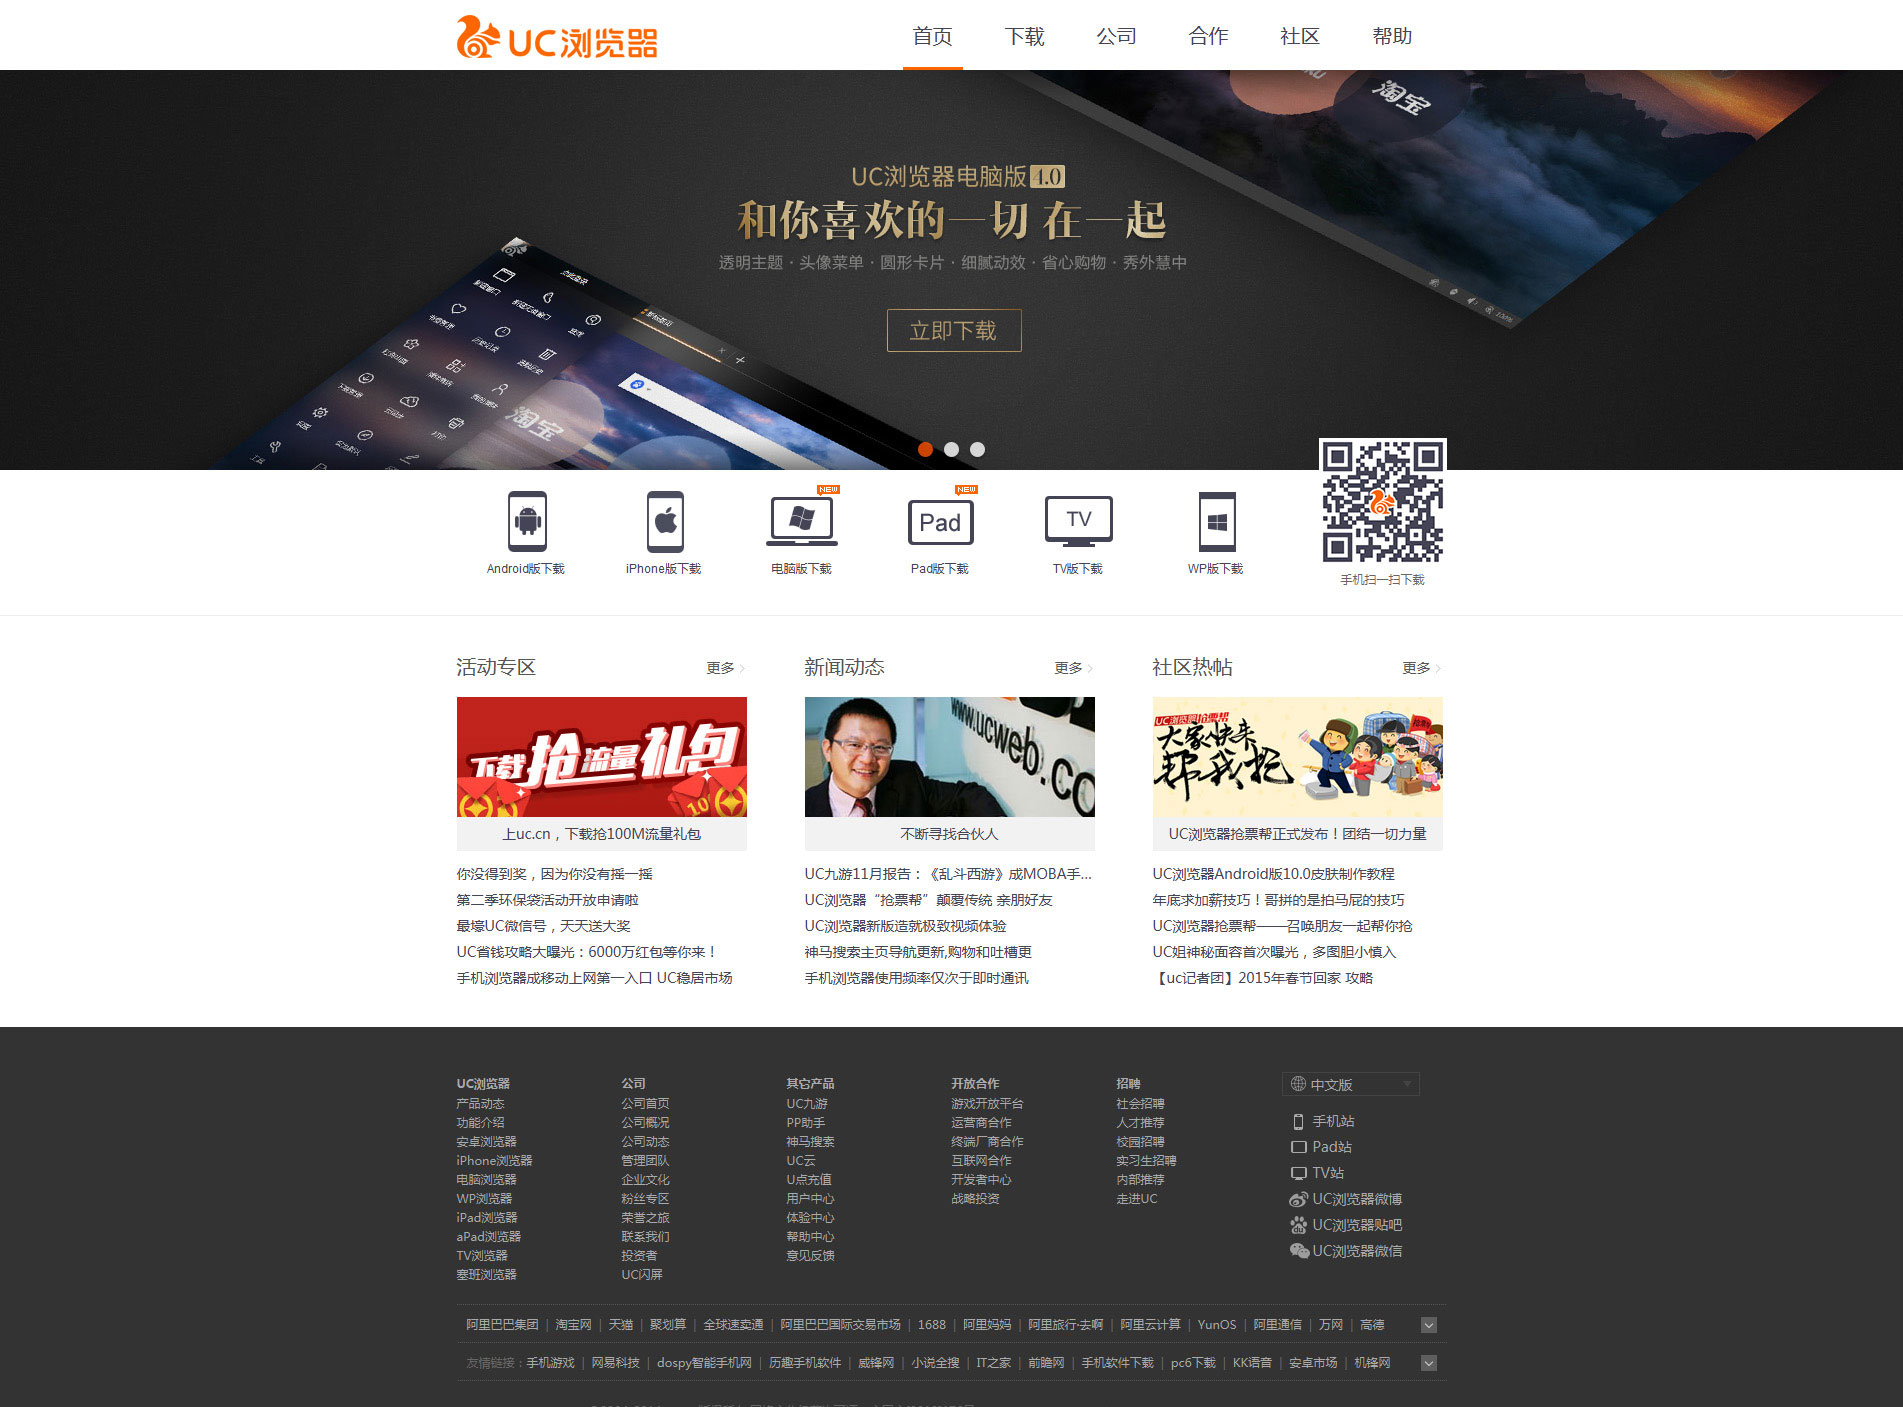 UC浏览器
首页 下载 公司 合作 社区 帮助
淘宝
UC浏览器电脑版 4.0
和你喜欢的一切 在一起
透明主题 · 头像菜单 · 圆形卡片 · 细腻动效 · 省心购物 · 秀外慧中
立即下载
淘宝
NEW NEW
Pad TV
Android版下载 iPhone版下载 电脑版下载 Pad版下载 TV版下载 WP版下载
手机扫一扫下载
活动专区 更多
下载抢流量礼包
上uc.cn，下载抢100M流量礼包
你没得到奖，因为你没有摇一摇
第二季环保袋活动开放申请啦
最壕UC微信号，天天送大奖
UC省钱攻略大曝光：6000万红包等你来！
手机浏览器成移动上网第一入口 UC稳居市场
新闻动态 更多
www.ucweb.co
不断寻找合伙人
UC九游11月报告：《乱斗西游》成MOBA手...
UC浏览器“抢票帮”颠覆传统 亲朋好友
UC浏览器新版造就极致视频体验
神马搜索主页导航更新,购物和吐槽更
手机浏览器使用频率仅次于即时通讯
社区热帖 更多
UC浏览器抢票帮
大家快来
帮我抢
UC浏览器抢票帮正式发布！团结一切力量
UC浏览器Android版10.0皮肤制作教程
年底求加薪技巧！哥拼的是拍马屁的技巧
UC浏览器抢票帮——召唤朋友一起帮你抢
UC姐神秘面容首次曝光，多图胆小慎入
【uc记者团】2015年春节回家 攻略
UC浏览器
产品动态
功能介绍
安卓浏览器
iPhone浏览器
电脑浏览器
WP浏览器
iPad浏览器
aPad浏览器
TV浏览器
塞班浏览器
公司
公司首页
公司概况
公司动态
管理团队
企业文化
粉丝专区
荣誉之旅
联系我们
投资者
UC闪屏
其它产品
UC九游
PP助手
神马搜索
UC云
U点充值
用户中心
体验中心
帮助中心
意见反馈
开放合作
游戏开放平台
运营商合作
终端厂商合作
互联网合作
开发者中心
战略投资
招聘
社会招聘
人才推荐
校园招聘
实习生招聘
内部推荐
走进UC
中文版
手机站
Pad站
TV站
UC浏览器微博
UC浏览器贴吧
UC浏览器微信
阿里巴巴集团 | 淘宝网 | 天猫 | 聚划算 | 全球速卖通 | 阿里巴巴国际交易市场 | 1688 | 阿里妈妈 | 阿里旅行·去啊 | 阿里云计算 | YunOS | 阿里通信 | 万网 | 高德
友情链接：手机游戏 | 网易科技 | dospy智能手机网 | 历趣手机软件 | 威锋网 | 小说全搜 | IT之家 | 前瞻网 | 手机软件下载 | pc6下载 | KK语音 | 安卓市场 | 机锋网